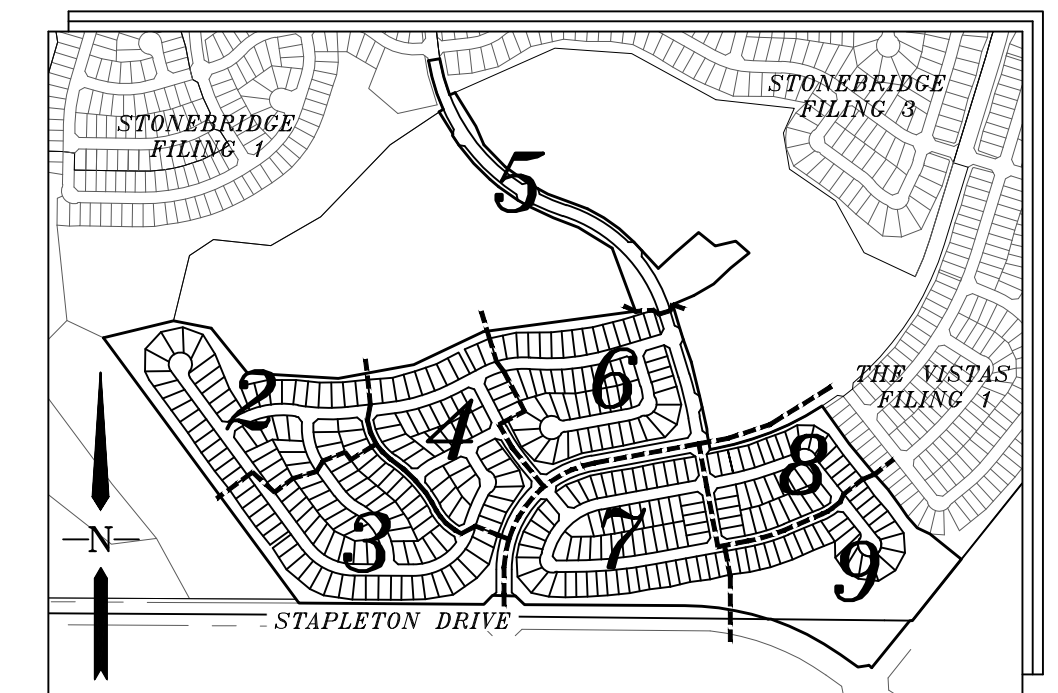 STONEBRIDGE
FILING 3
STONEBRIDGE
FILING 1
5
6
2
THE VISTAS
FILING 1
4
8
7
3
N
9
STAPLETON DRIVE